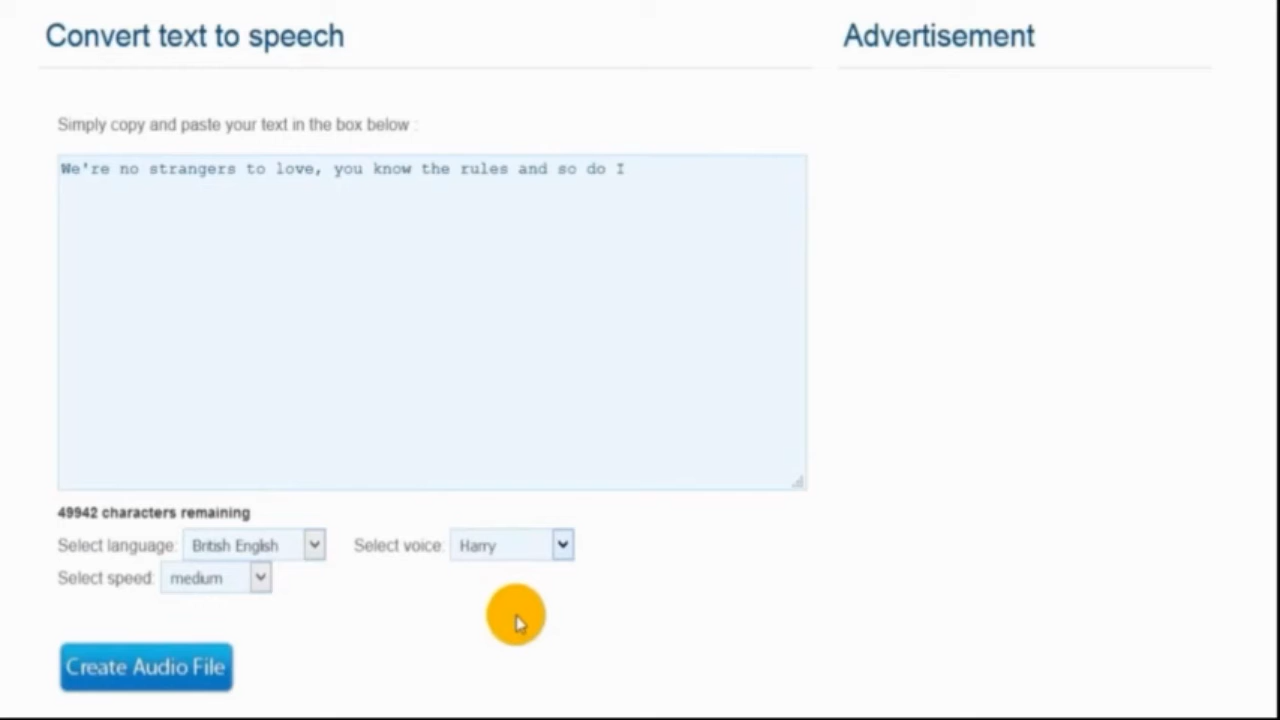 Convert text to speech
Advertisement
Simply copy and paste your text in the box below :
We're no strangers to love, you know the rules and so do I
49942 characters remaining
Select language: British English Select voice: Harry
Select speed: medium
Create Audio File